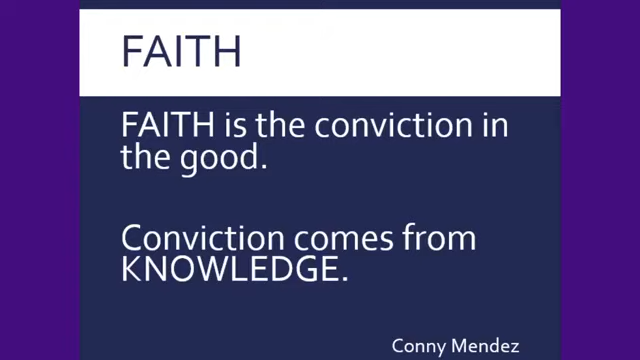 FAITH
FAITH is the conviction in
the good.
Conviction comes from
KNOWLEDGE.
Conny Mendez